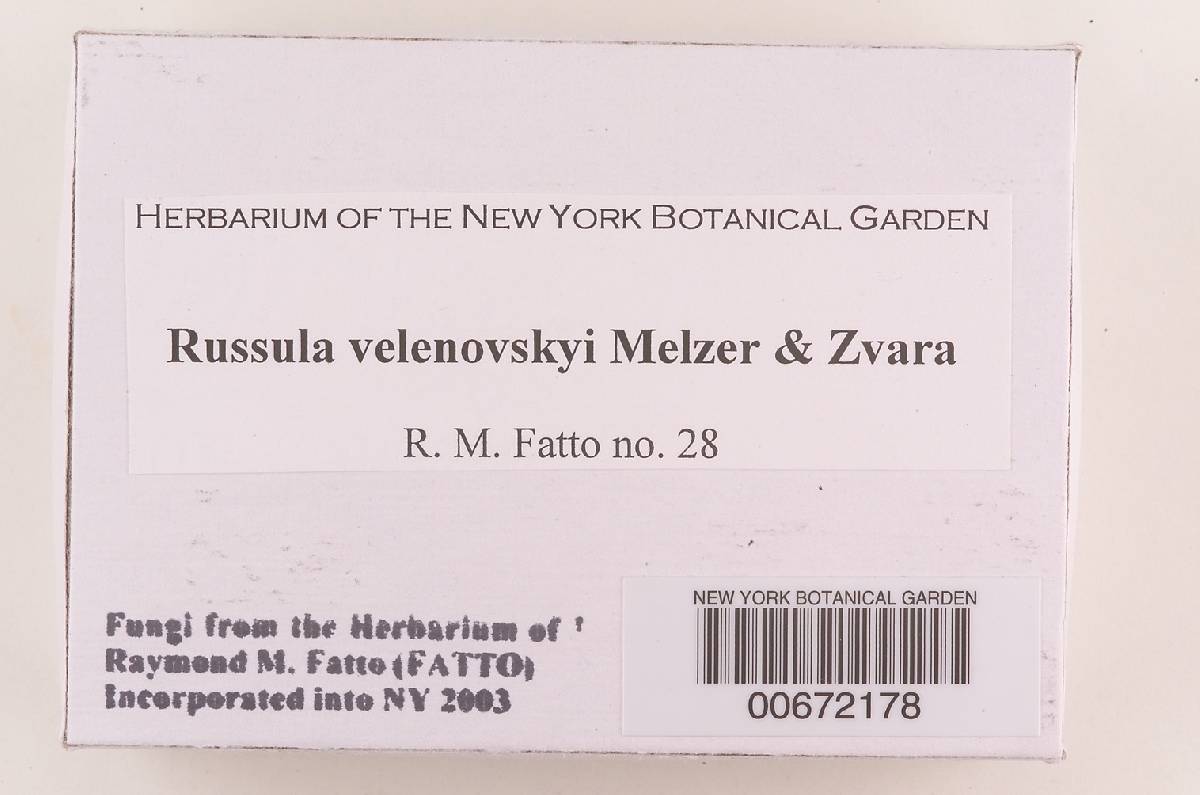 HERBARIUM OF THE NEW YORK BOTANICAL GARDEN
Russula velenovskyi Melzer & Zvara
R. M. Fatto no. 28
Fungi from the Herbarium of
Raymond M. Fatto (FATTO)
Incorporated into NY 2003
NEW YORK BOTANICAL GARDEN
00672178